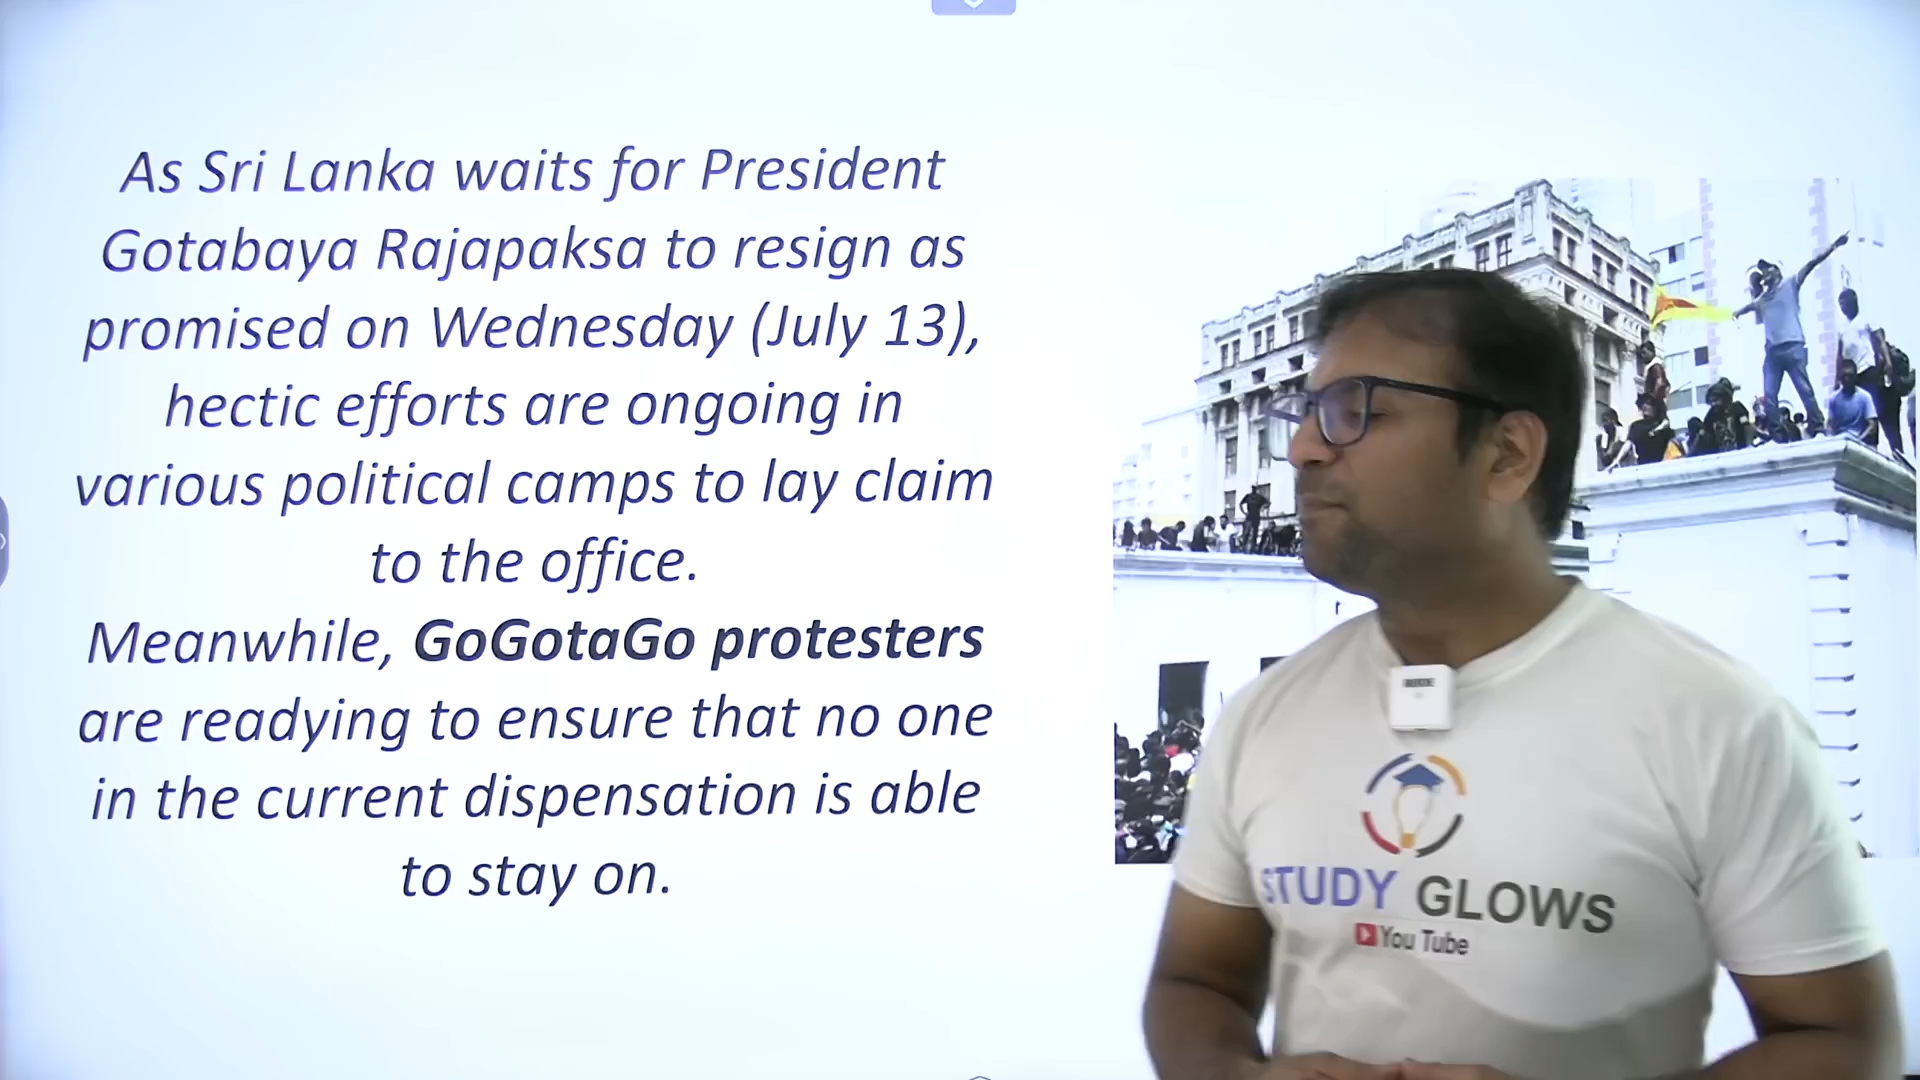 As Sri Lanka waits for President
Gotabaya Rajapaksa to resign as
promised on Wednesday (July 13),
hectic efforts are ongoing in
various political camps to lay claim
to the office.
Meanwhile, GoGotaGo protesters
are readying to ensure that no one
in the current dispensation is able
to stay on.
RODE
STUDY GLOWS
You Tube